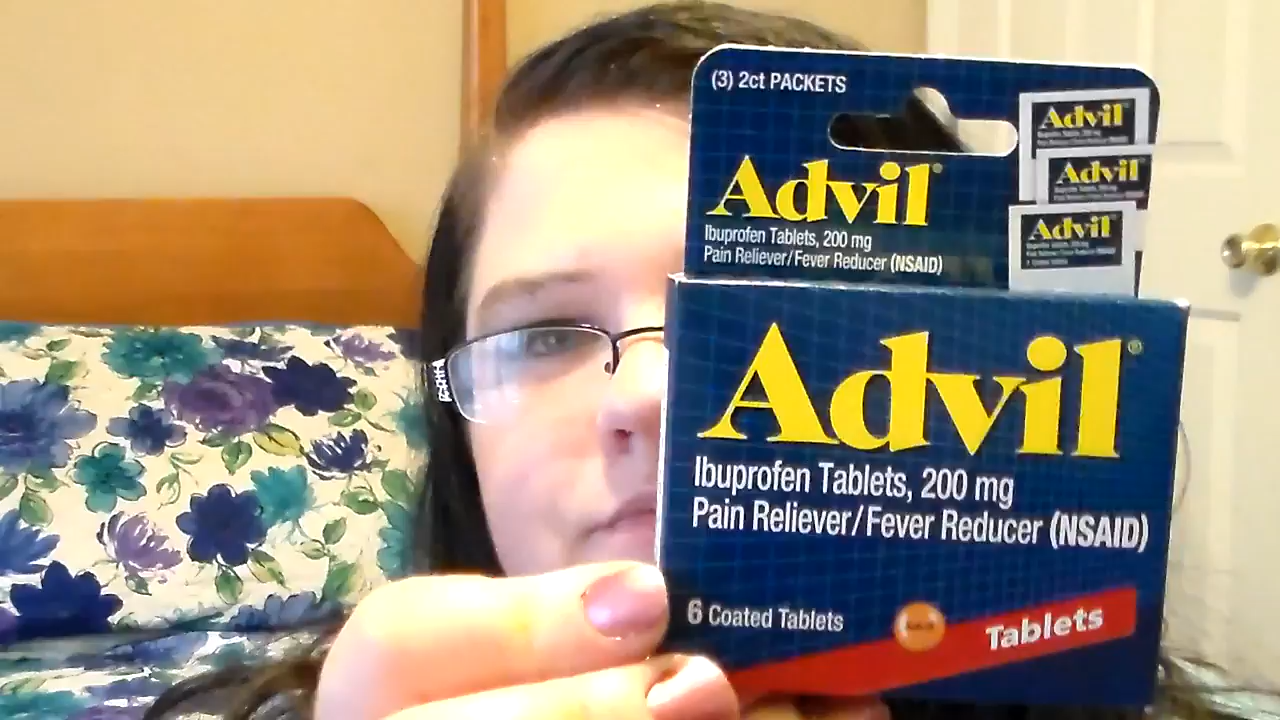 (3) 2ct PACKETS
Advil®
Ibuprofen Tablets, 200 mg
Pain Reliever/Fever Reducer (NSAID)
Advil
Advil
Advil
Advil®
Ibuprofen Tablets, 200 mg
Pain Reliever/Fever Reducer (NSAID)
6 Coated Tablets
Tablets